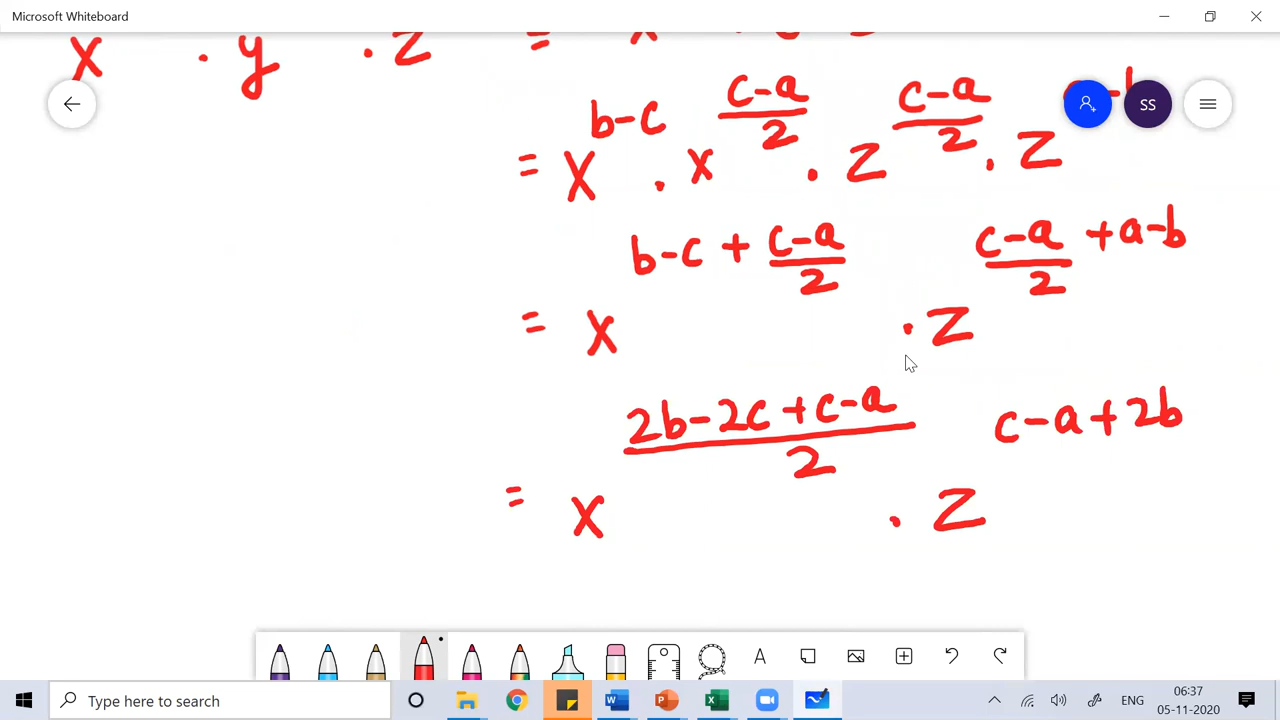 Microsoft Whiteboard
x . y . z =
= x^(b-c) . x^((c-a)/2) . z^((c-a)/2) . z
SS
= x^(b-c + (c-a)/2) . z^((c-a)/2 + a-b)
= x^((2b-2c+c-a)/2) . z^(c-a+2b)
A
Type here to search
ENG
06:37
05-11-2020